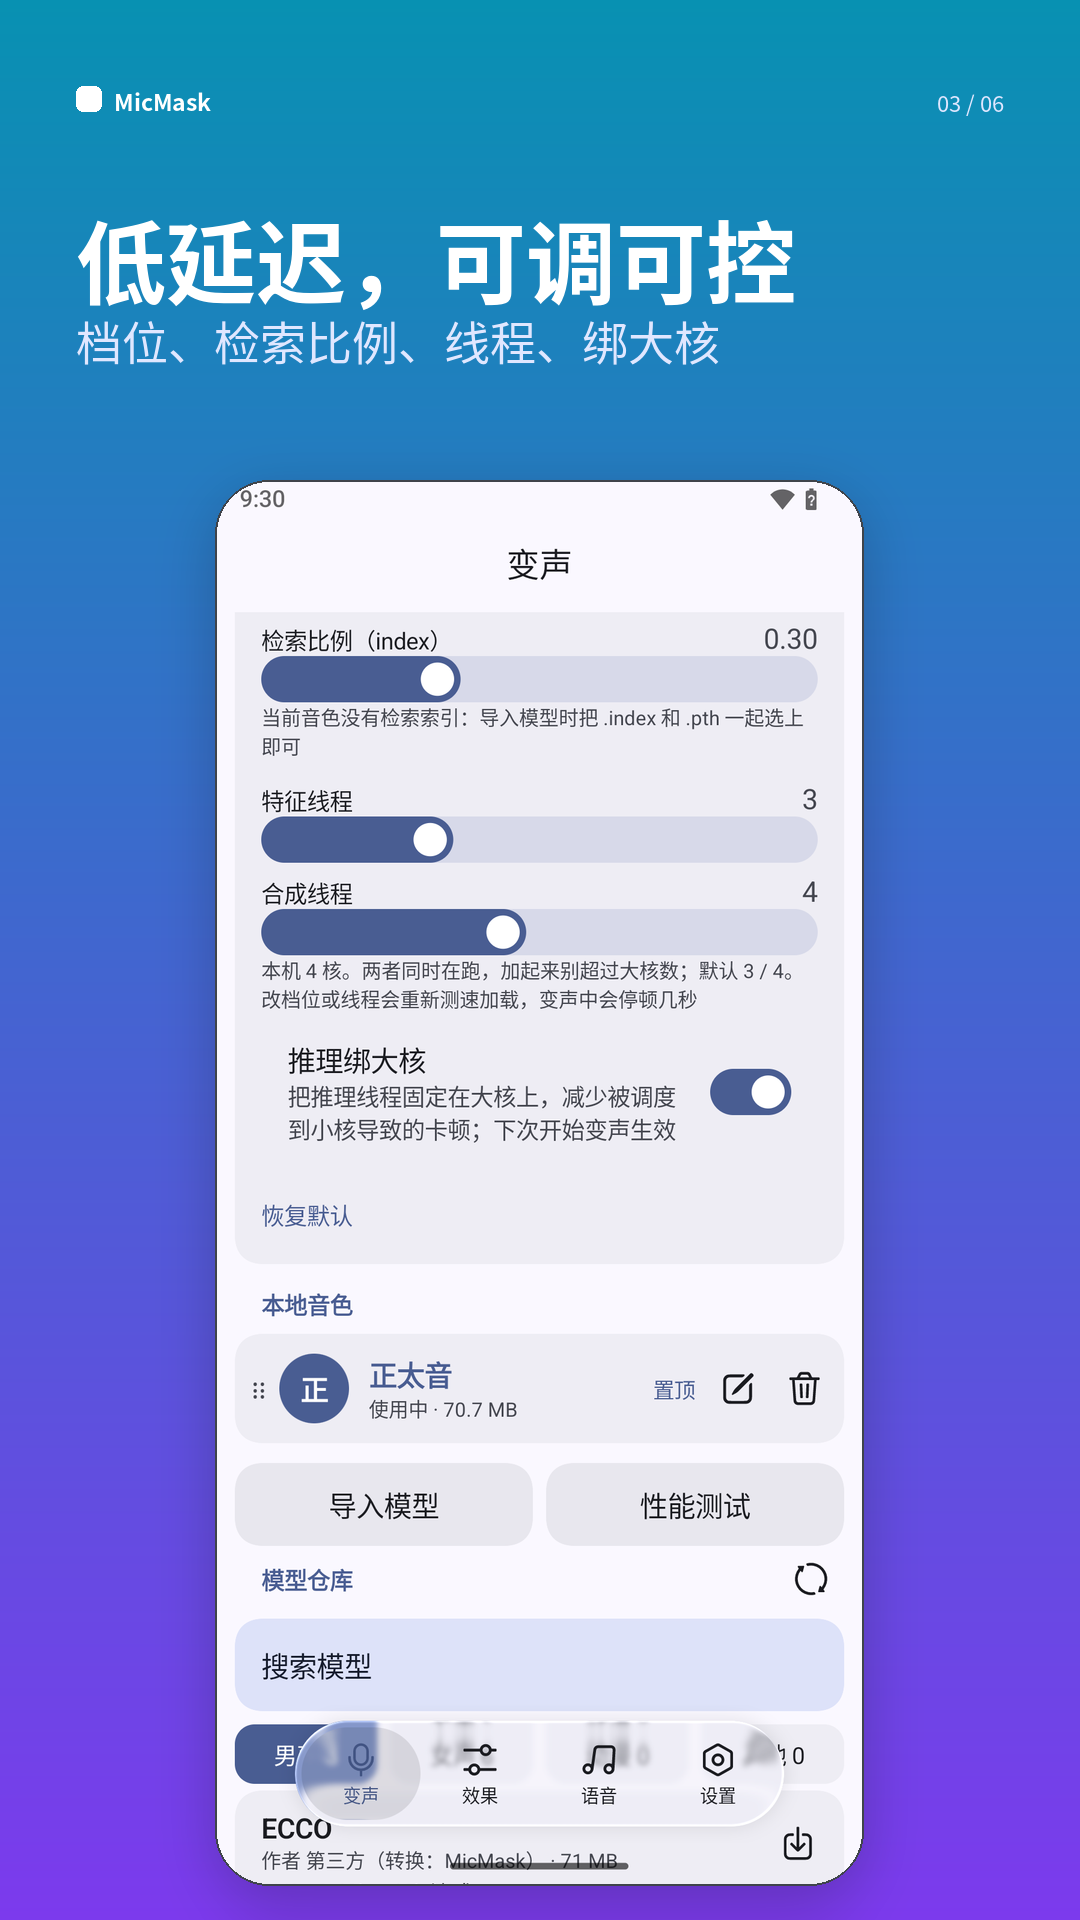 MicMask
03 / 06
低延迟，可调可控
档位、检索比例、线程、绑大核
9:30
变声
检索比例（index） 0.30
当前音色没有检索索引：导入模型时把 .index 和 .pth 一起选上
即可
特征线程 3
合成线程 4
本机 4 核。两者同时在跑，加起来别超过大核数；默认 3 / 4。
改档位或线程会重新测速加载，变声中会停顿几秒
推理绑大核
把推理线程固定在大核上，减少被调度
到小核导致的卡顿；下次开始变声生效
恢复默认
本地音色
正 正太音
使用中 · 70.7 MB
置顶
导入模型 性能测试
模型仓库
搜索模型
男 0
变声 效果 语音 设置
ECCO
作者 第三方（转换：MicMask） · 71 MB